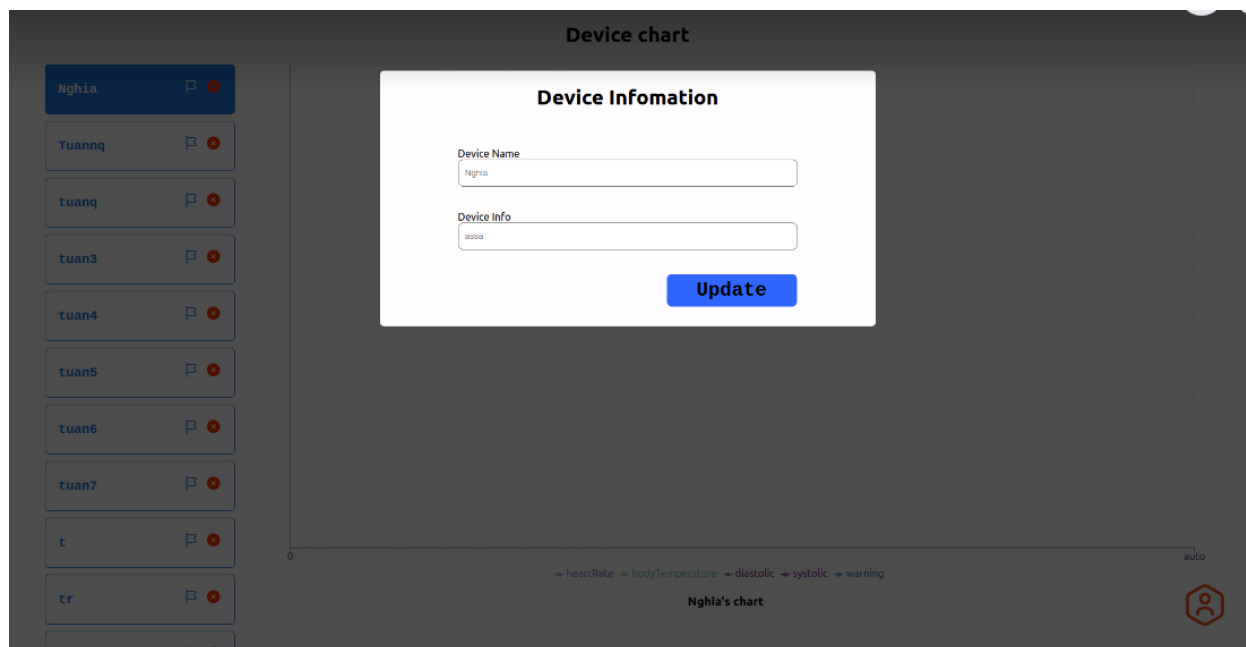 Device chart
Nghia
Tuannq
tuanq
tuan3
tuan4
tuan5
tuan6
tuan7
t
tr
Device Infomation
Device Name
Nghia
Device Info
assa
Update
0
auto
heartRate bodyTemperature diastolic systolic warning
Nghia's chart